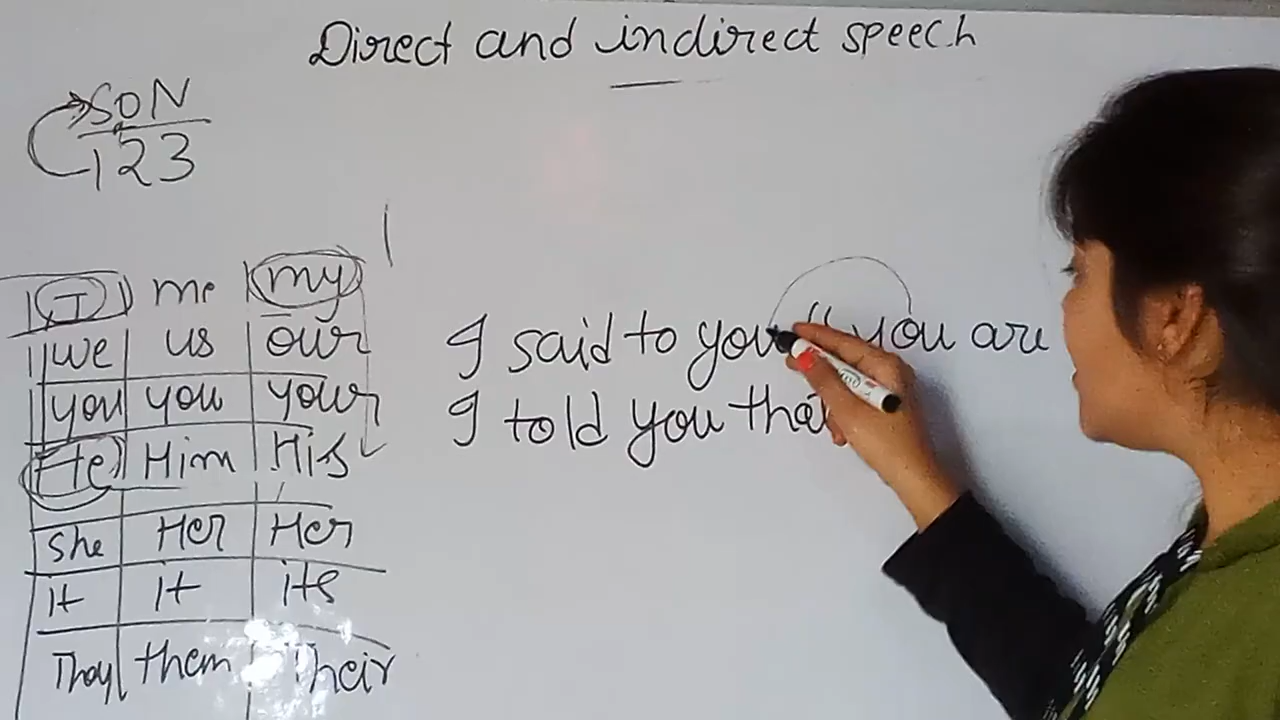 Direct and indirect speech
SON
123
I me my
we us our
you you your
He Him His
She Her Her
It it its
They them Their
I said to you " you are
I told you that